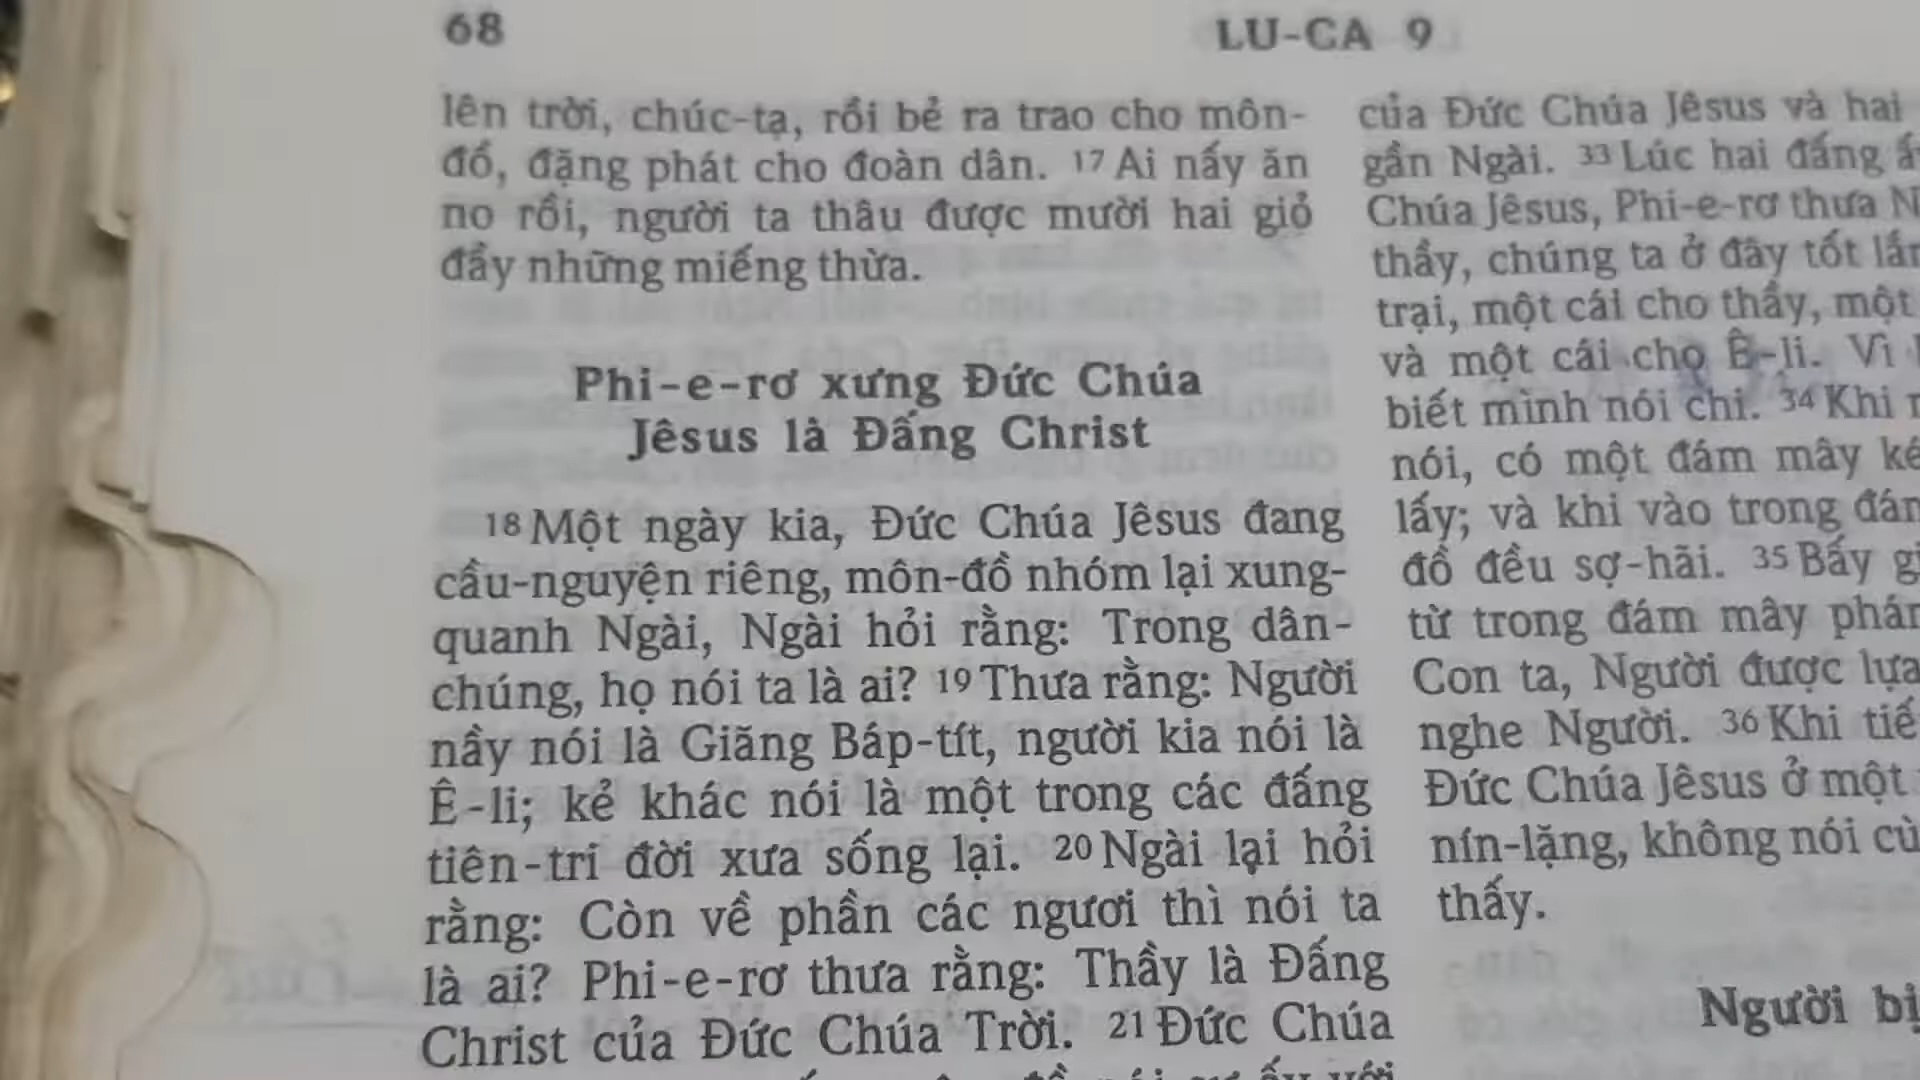 68
LU-CA 9
lên trời, chúc-tạ, rồi bẻ ra trao cho môn-
đồ, đặng phát cho đoàn dân. 17 Ai nấy ăn
no rồi, người ta thâu được mười hai giỏ
đầy những miếng thừa.
Phi-e-rơ xưng Đức Chúa
Jêsus là Đấng Christ
18 Một ngày kia, Đức Chúa Jêsus đang
cầu-nguyện riêng, môn-đồ nhóm lại xung-
quanh Ngài, Ngài hỏi rằng: Trong dân-
chúng, họ nói ta là ai? 19 Thưa rằng: Người
nầy nói là Giăng Báp-tít, người kia nói là
Ê-li; kẻ khác nói là một trong các đấng
tiên-tri đời xưa sống lại. 20 Ngài lại hỏi
rằng: Còn về phần các ngươi thì nói ta
là ai? Phi-e-rơ thưa rằng: Thầy là Đấng
Christ của Đức Chúa Trời. 21 Đức Chúa
của Đức Chúa Jêsus và hai
gần Ngài. 33 Lúc hai đấng
Chúa Jêsus, Phi-e-rơ thưa
thầy, chúng ta ở đây tốt
trại, một cái cho thầy, một
và một cái cho Ê-li. Vì
biết mình nói chi. 34 Khi
nói, có một đám mây
lấy; và khi vào trong
đồ đều sợ-hãi. 35 Bấy
từ trong đám mây
Con ta, Người được lựa
nghe Người. 36 Khi
Đức Chúa Jêsus ở một
nín-lặng, không nói
thấy.
Người bị